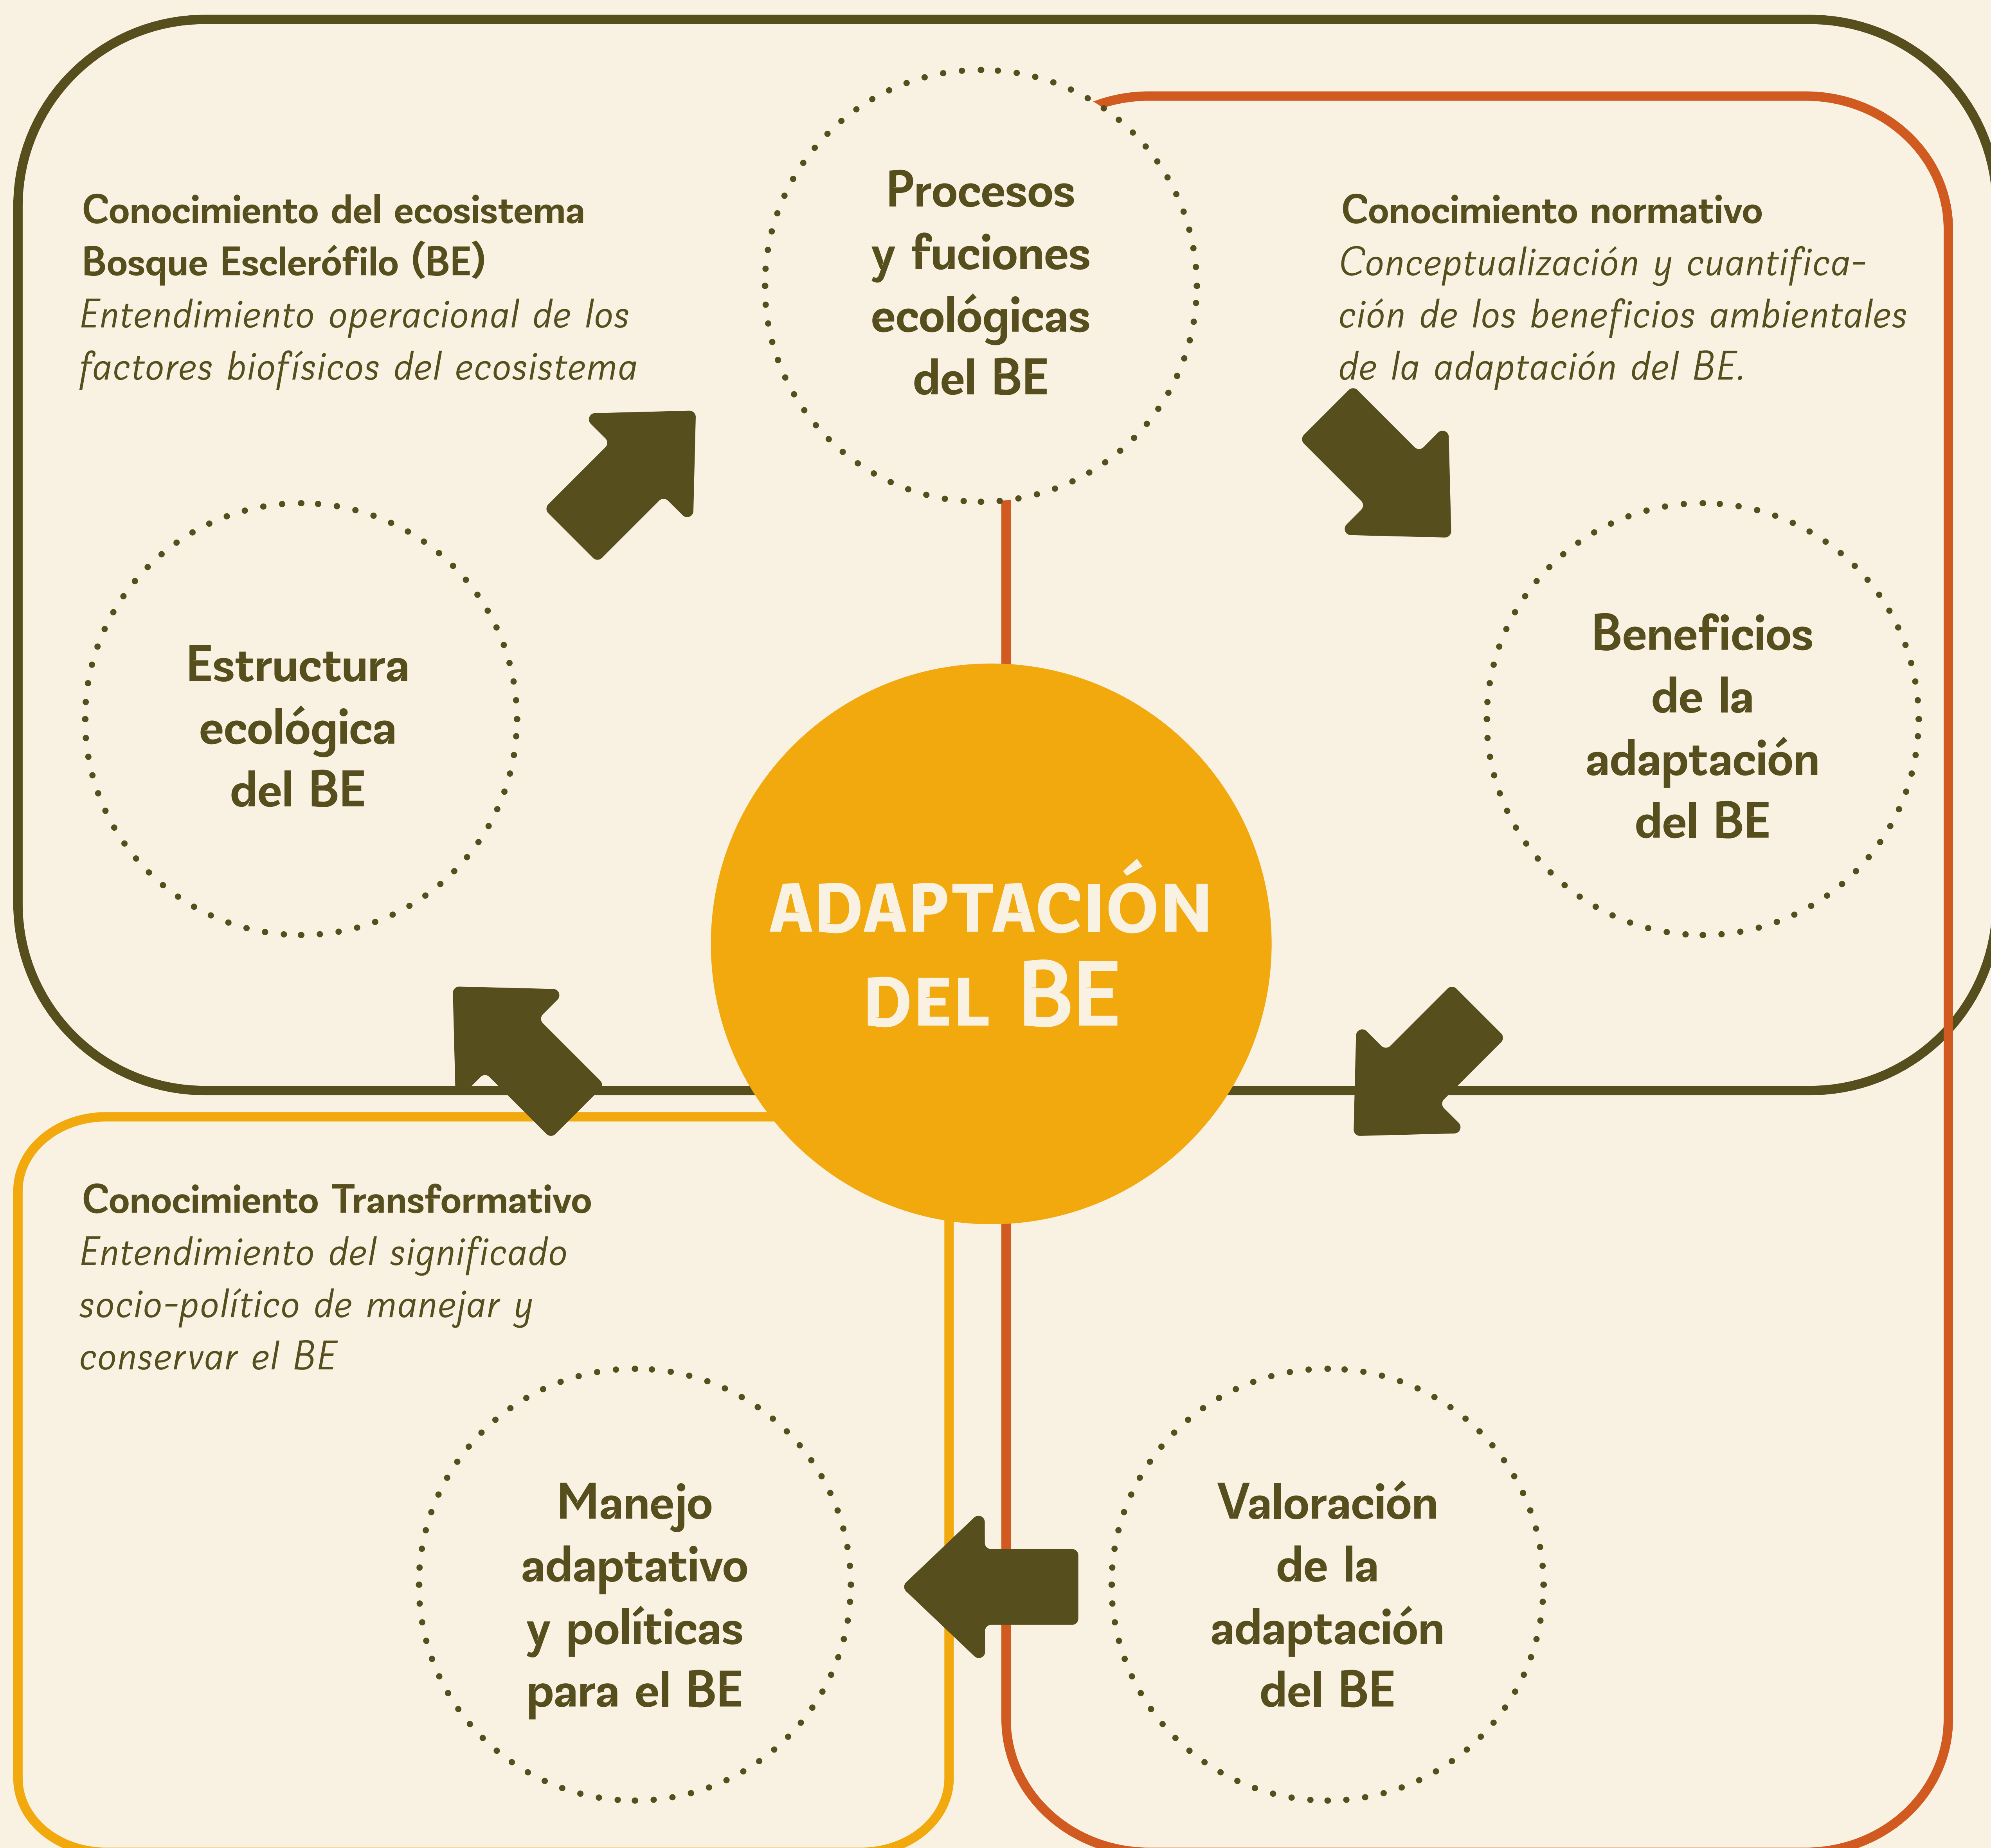 Conocimiento del ecosistema
Bosque Esclerófilo (BE)
Entendimiento operacional de los
factores biofísicos del ecosistema
Procesos
y fuciones
ecológicas
del BE
Conocimiento normativo
Conceptualización y cuantifica-
ción de los beneficios ambientales
de la adaptación del BE.
Estructura
ecológica
del BE
Beneficios
de la
adaptación
del BE
ADAPTACIÓN
DEL BE
Conocimiento Transformativo
Entendimiento del significado
socio-político de manejar y
conservar el BE
Manejo
adaptativo
y políticas
para el BE
Valoración
de la
adaptación
del BE